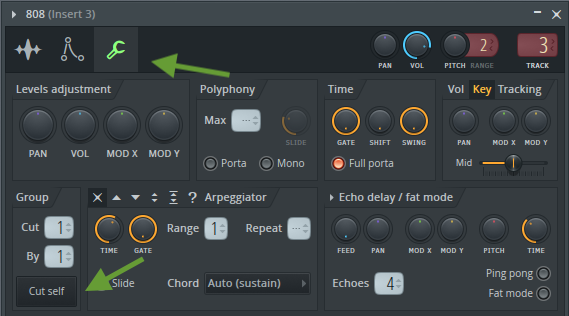 808 (Insert 3)
PAN VOL PITCH RANGE 2 3 TRACK
Levels adjustment
PAN VOL MOD X MOD Y
Polyphony
Max ---
SLIDE
Porta Mono
Time
GATE SHIFT SWING
Full porta
Vol Key Tracking
PAN MOD X MOD Y
Mid
Group
Cut 1
By 1
Cut self
? Arpeggiator
TIME GATE
Range 1 Repeat ---
Slide
Chord Auto (sustain)
Echo delay / fat mode
FEED PAN MOD X MOD Y PITCH TIME
Echoes 4
Ping pong
Fat mode